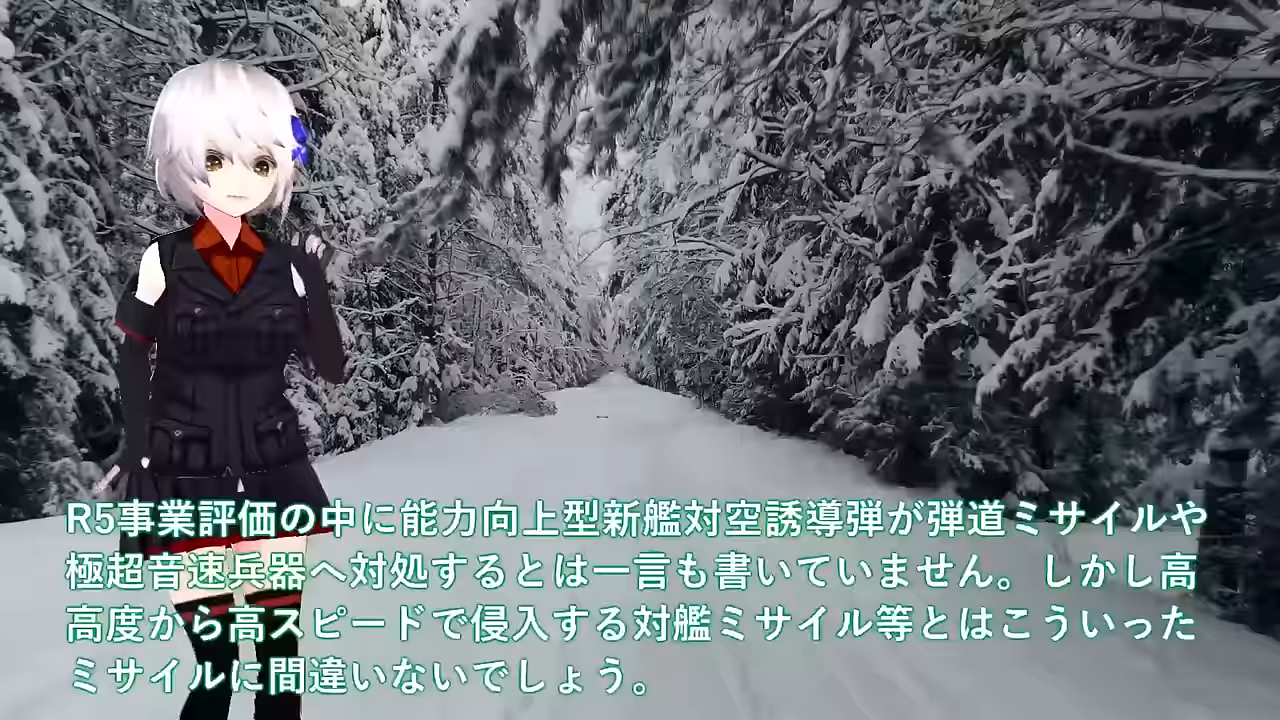 R5事業評価の中に能力向上型新艦対空誘導弾が弾道ミサイルや
極超音速兵器へ対処するとは一言も書いていません。しかし高
高度から高スピードで侵入する対艦ミサイル等とはこういった
ミサイルに間違いないでしょう。